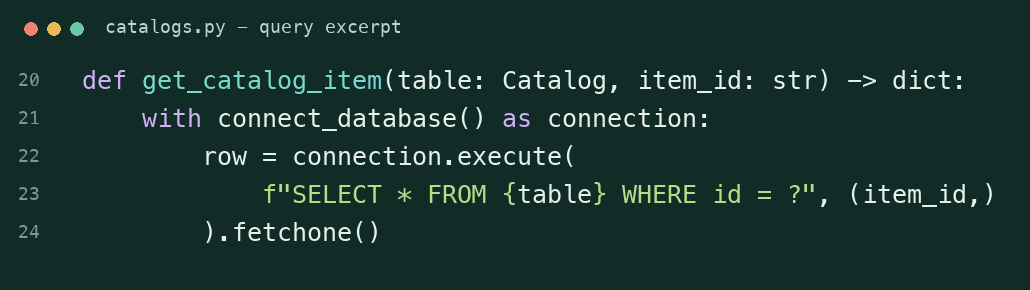 catalogs.py — query excerpt
20 def get_catalog_item(table: Catalog, item_id: str) -> dict:
21 with connect_database() as connection:
22 row = connection.execute(
23 f"SELECT * FROM {table} WHERE id = ?", (item_id,)
24 ).fetchone()